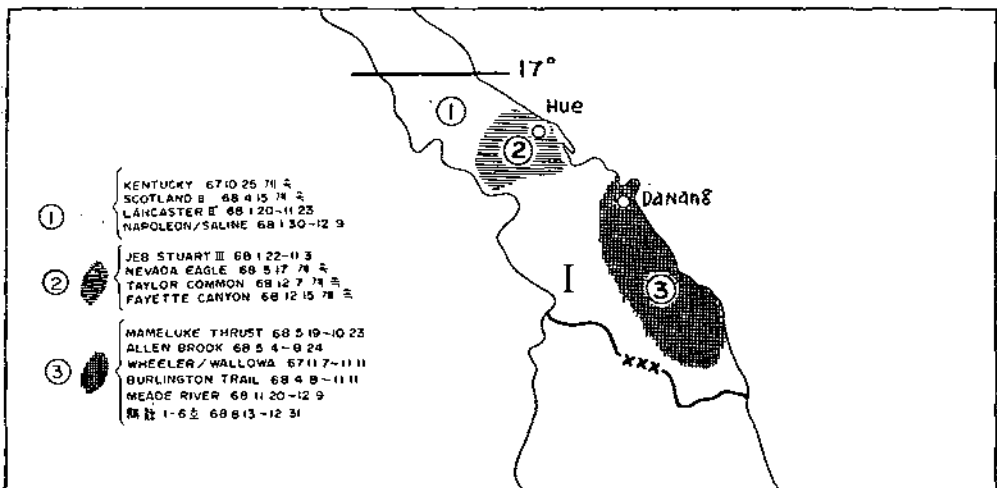 17°
①
Hue
②
DaNang
①
KENTUCKY 67 10 25 계 속
SCOTLAND II 68 4 15 계 속
LANCASTER II 68 1 20~11 23
NAPOLEON/SALINE 68 1 30~12 9
②
JEB STUART III 68 1 22~11 3
NEVADA EAGLE 68 5 17 계 속
TAYLOR COMMON 68 12 7 계 속
FAYETTE CANYON 68 12 15 계 속
I
③
③
MAMELUKE THRUST 68 5 19~10 23
ALLEN BROOK 68 5 4~8 24
WHEELER/WALLOWA 67 11 7~11 11
BURLINGTON TRAIL 68 4 8~11 11
MEADE RIVER 68 11 20~12 9
1-6호 68 8 13~12 31
xxx